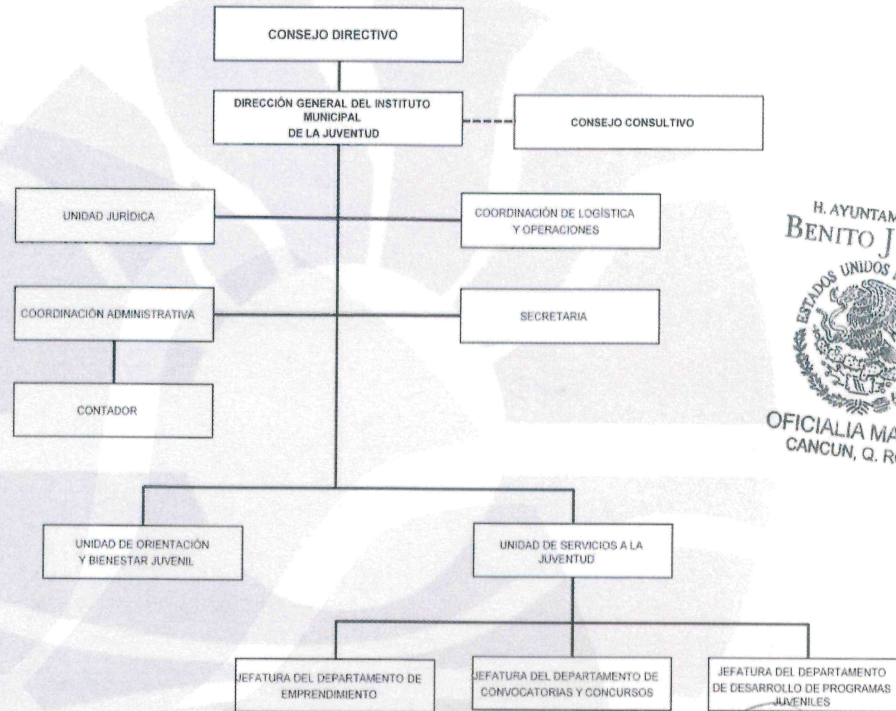 CONSEJO DIRECTIVO
DIRECCIÓN GENERAL DEL INSTITUTO
MUNICIPAL
DE LA JUVENTUD
CONSEJO CONSULTIVO
UNIDAD JURÍDICA
COORDINACIÓN DE LOGÍSTICA
Y OPERACIONES
H. AYUNTAM
BENITO J
ESTADOS UNIDOS
COORDINACIÓN ADMINISTRATIVA
SECRETARIA
CONTADOR
OFICIALIA MA
CANCUN, Q. R
UNIDAD DE ORIENTACIÓN
Y BIENESTAR JUVENIL
UNIDAD DE SERVICIOS A LA
JUVENTUD
JEFATURA DEL DEPARTAMENTO DE
EMPRENDIMIENTO
JEFATURA DEL DEPARTAMENTO DE
CONVOCATORIAS Y CONCURSOS
JEFATURA DEL DEPARTAMENTO
DE DESARROLLO DE PROGRAMAS
JUVENILES